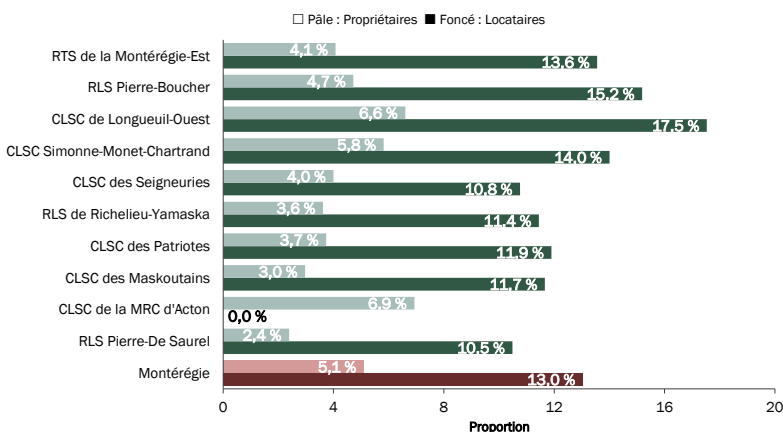 Pâle : Propriétaires Foncé : Locataires
RTS de la Montérégie-Est 4,1 %
13,6 %
RLS Pierre-Boucher 4,7 %
15,2 %
CLSC de Longueuil-Ouest 6,6 %
17,5 %
CLSC Simonne-Monet-Chartrand 5,8 %
14,0 %
CLSC des Seigneuries 4,0 %
10,8 %
RLS de Richelieu-Yamaska 3,6 %
11,4 %
CLSC des Patriotes 3,7 %
11,9 %
CLSC des Maskoutains 3,0 %
11,7 %
CLSC de la MRC d'Acton 6,9 %
0,0 %
RLS Pierre-De Saurel 2,4 %
10,5 %
Montérégie 5,1 %
13,0 %
0 4 8 12 16 20
Proportion